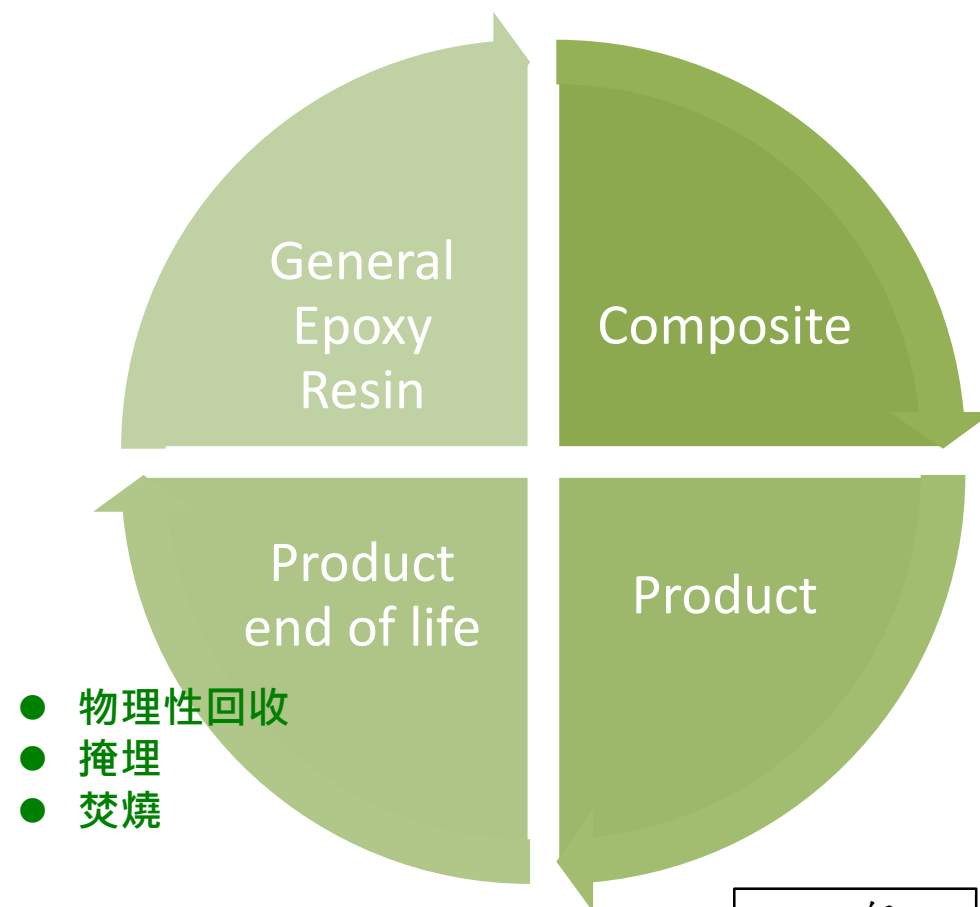 General
Epoxy
Resin
Composite
Product
end of life
Product
● 物理性回收
● 掩埋
● 焚燒